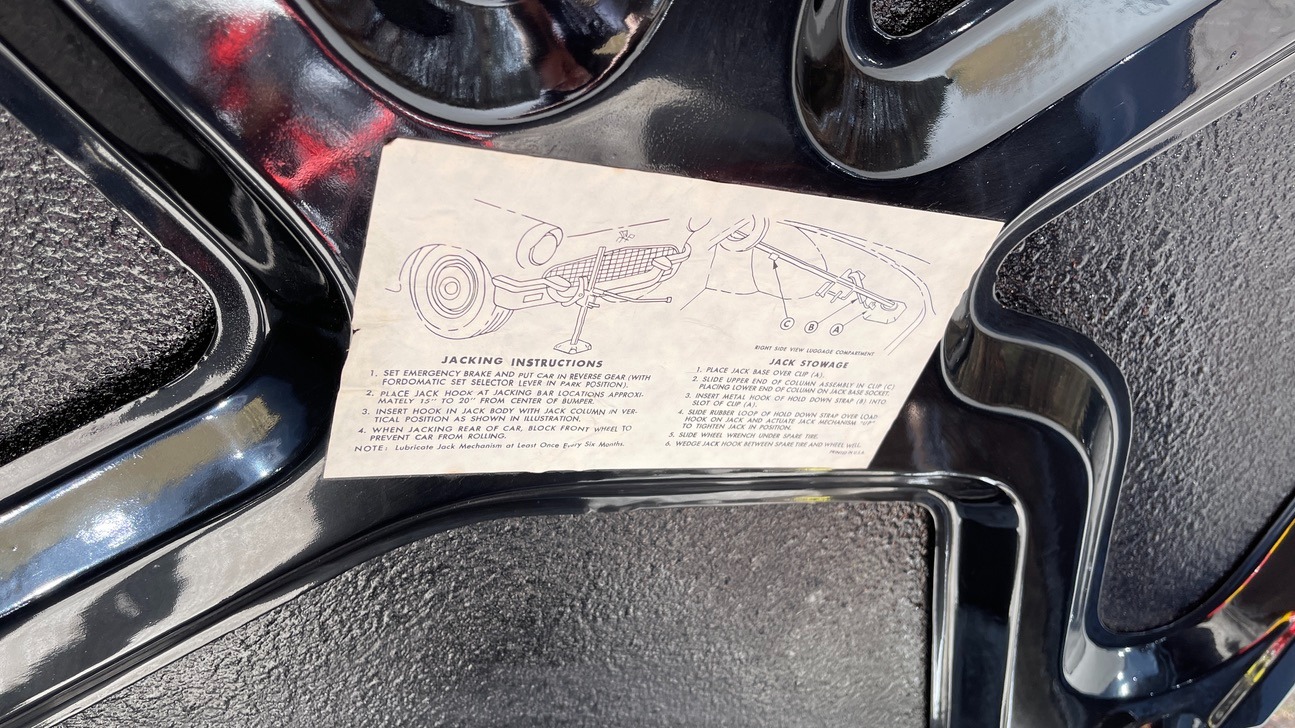 JACKING INSTRUCTIONS
1. SET EMERGENCY BRAKE AND PUT CAR IN REVERSE GEAR (WITH
FORDOMATIC SET SELECTOR LEVER IN PARK POSITION).
2. PLACE JACK HOOK AT JACKING BAR LOCATIONS APPROXI-
MATELY 15" TO 20" FROM CENTER OF BUMPER.
3. INSERT HOOK IN JACK BODY WITH JACK COLUMN IN VER-
TICAL POSITION AS SHOWN IN ILLUSTRATION.
4. WHEN JACKING REAR OF CAR, BLOCK FRONT WHEEL TO
PREVENT CAR FROM ROLLING.
NOTE: Lubricate Jack Mechanism at Least Once Every Six Months.
C B A
RIGHT SIDE VIEW LUGGAGE COMPARTMENT
JACK STOWAGE
1. PLACE JACK BASE OVER CUP (A).
2. SLIDE UPPER END OF COLUMN ASSEMBLY IN CLIP (C)
PLACING LOWER END OF COLUMN ON JACK BASE SOCKET.
3. INSERT METAL HOOK OF HOLD DOWN STRAP (B) INTO
SLOT OF CUP (A).
4. SLIDE RUBBER LOOP OF HOLD DOWN STRAP OVER LOAD
HOOK ON JACK AND ACTUATE JACK MECHANISM "UP"
TO TIGHTEN JACK IN POSITION.
5. SLIDE WHEEL WRENCH UNDER SPARE TIRE.
6. WEDGE JACK HOOK BETWEEN SPARE TIRE AND WHEEL WELL.
PRINTED IN U.S.A.